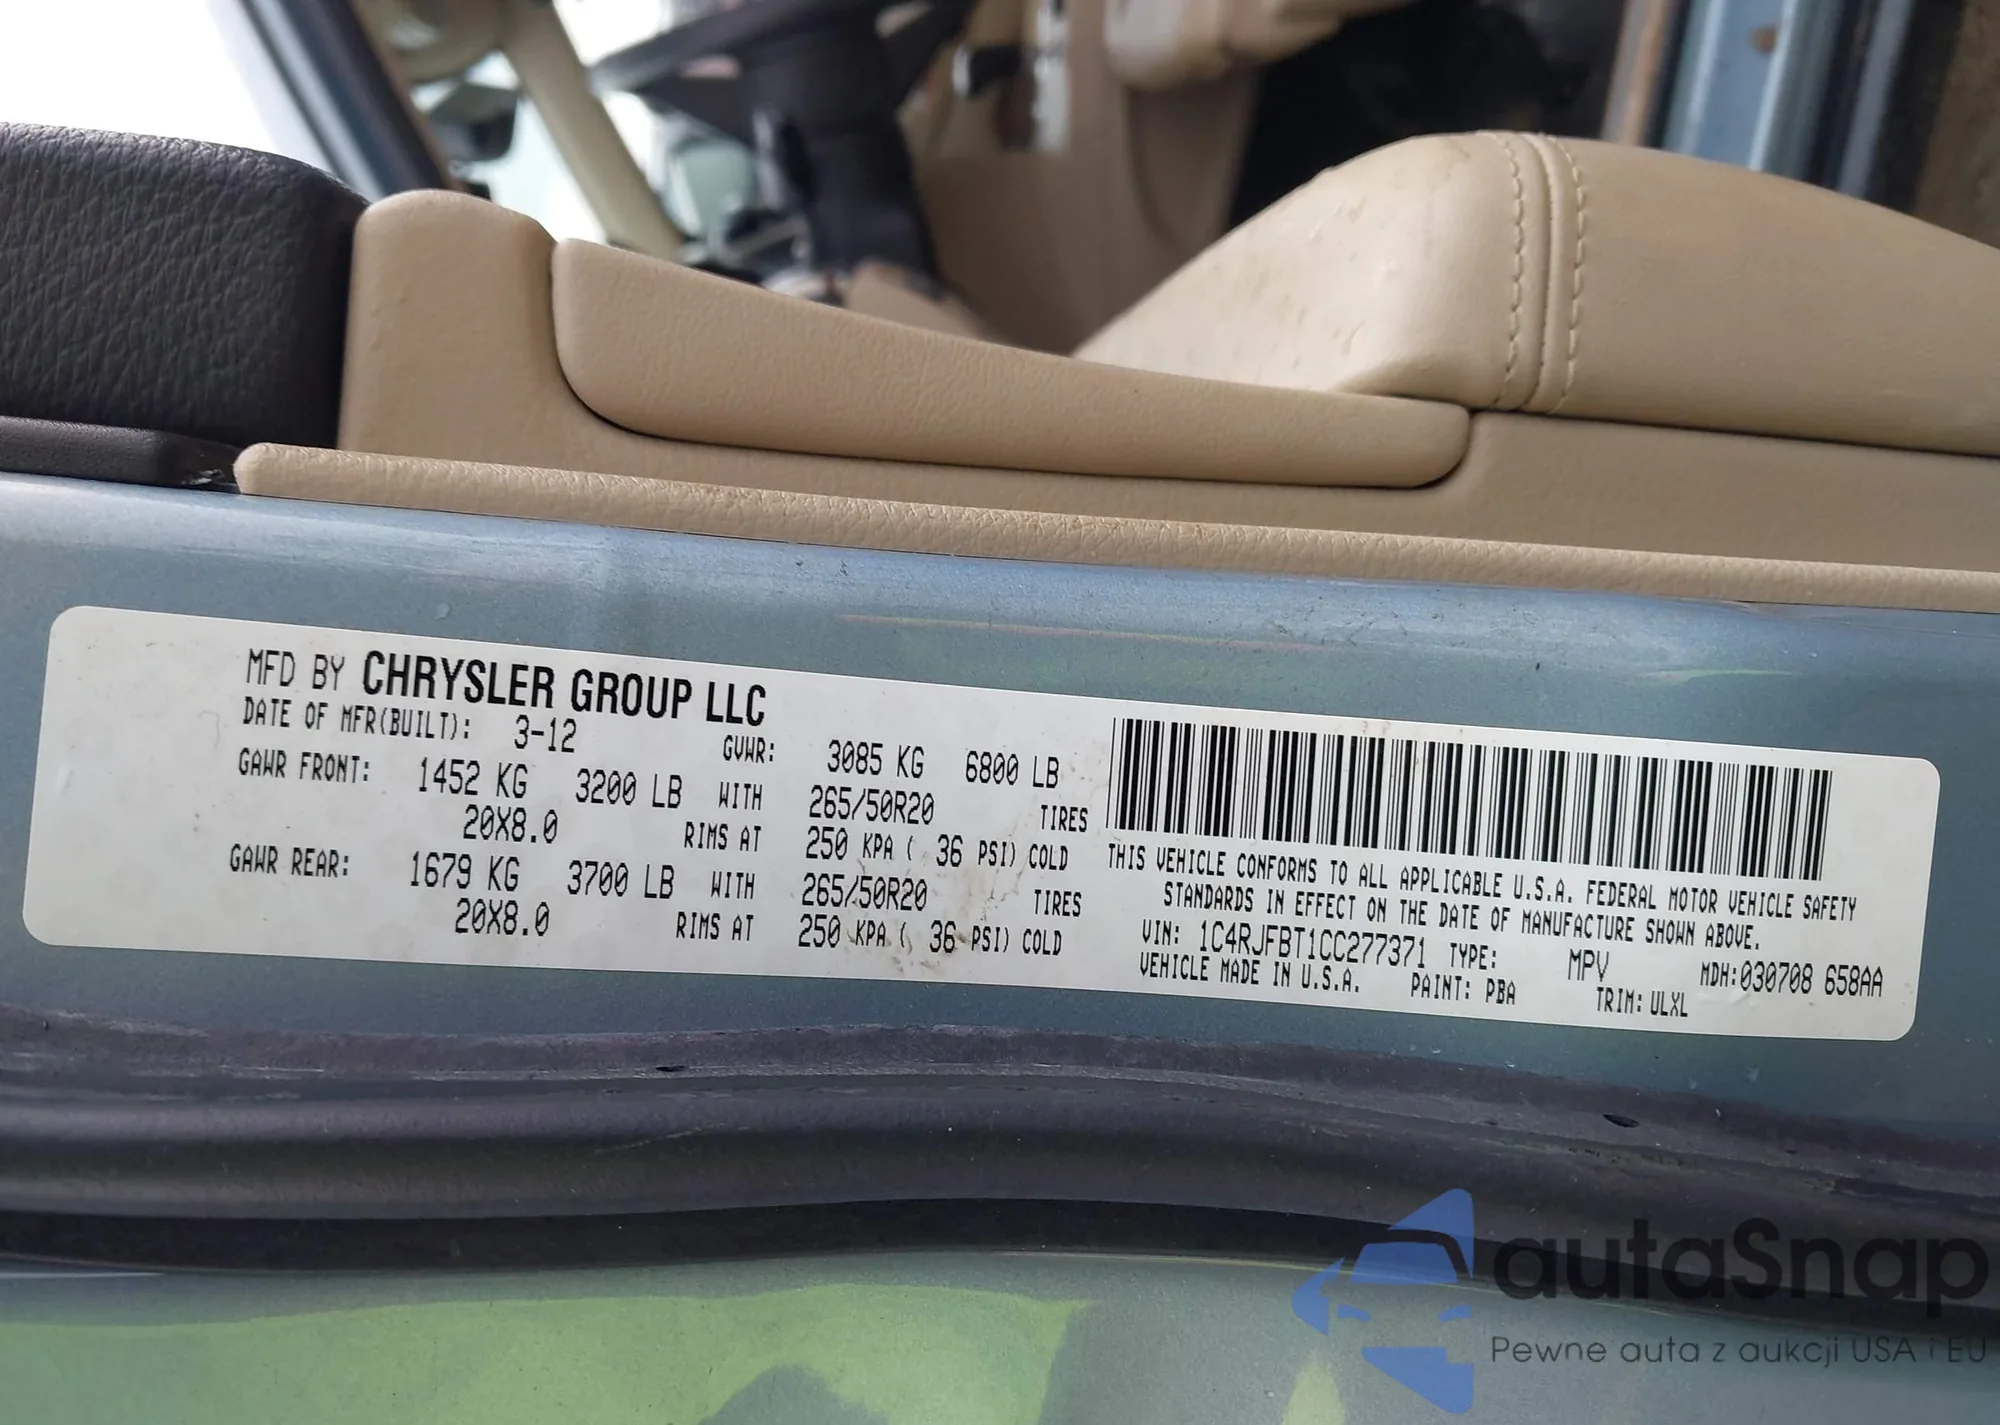 MFD BY CHRYSLER GROUP LLC
DATE OF MFR(BUILT): 3-12 GVWR: 3085 KG 6800 LB
GAWR FRONT: 1452 KG 3200 LB WITH 265/50R20 TIRES
20X8.0 RIMS AT 250 KPA ( 36 PSI) COLD
GAWR REAR: 1679 KG 3700 LB WITH 265/50R20 TIRES
20X8.0 RIMS AT 250 KPA ( 36 PSI) COLD
THIS VEHICLE CONFORMS TO ALL APPLICABLE U.S.A. FEDERAL MOTOR VEHICLE SAFETY
STANDARDS IN EFFECT ON THE DATE OF MANUFACTURE SHOWN ABOVE.
VIN: 1C4RJFBT1CC277371 TYPE: MPV MDH:030708 658AA
VEHICLE MADE IN U.S.A. PAINT: PBA TRIM: ULXL
autaSnap
Pewne auta z aukcji USA i EU